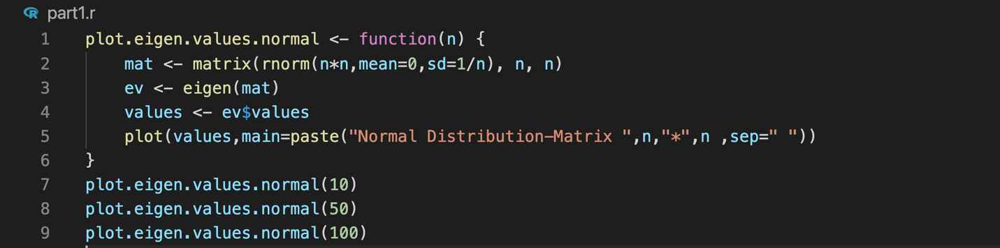 part1.r
1 plot.eigen.values.normal <- function(n) {
2 mat <- matrix(rnorm(n*n,mean=0,sd=1/n), n, n)
3 ev <- eigen(mat)
4 values <- ev$values
5 plot(values,main=paste("Normal Distribution-Matrix ",n,"*",n ,sep=" "))
6 }
7 plot.eigen.values.normal(10)
8 plot.eigen.values.normal(50)
9 plot.eigen.values.normal(100)